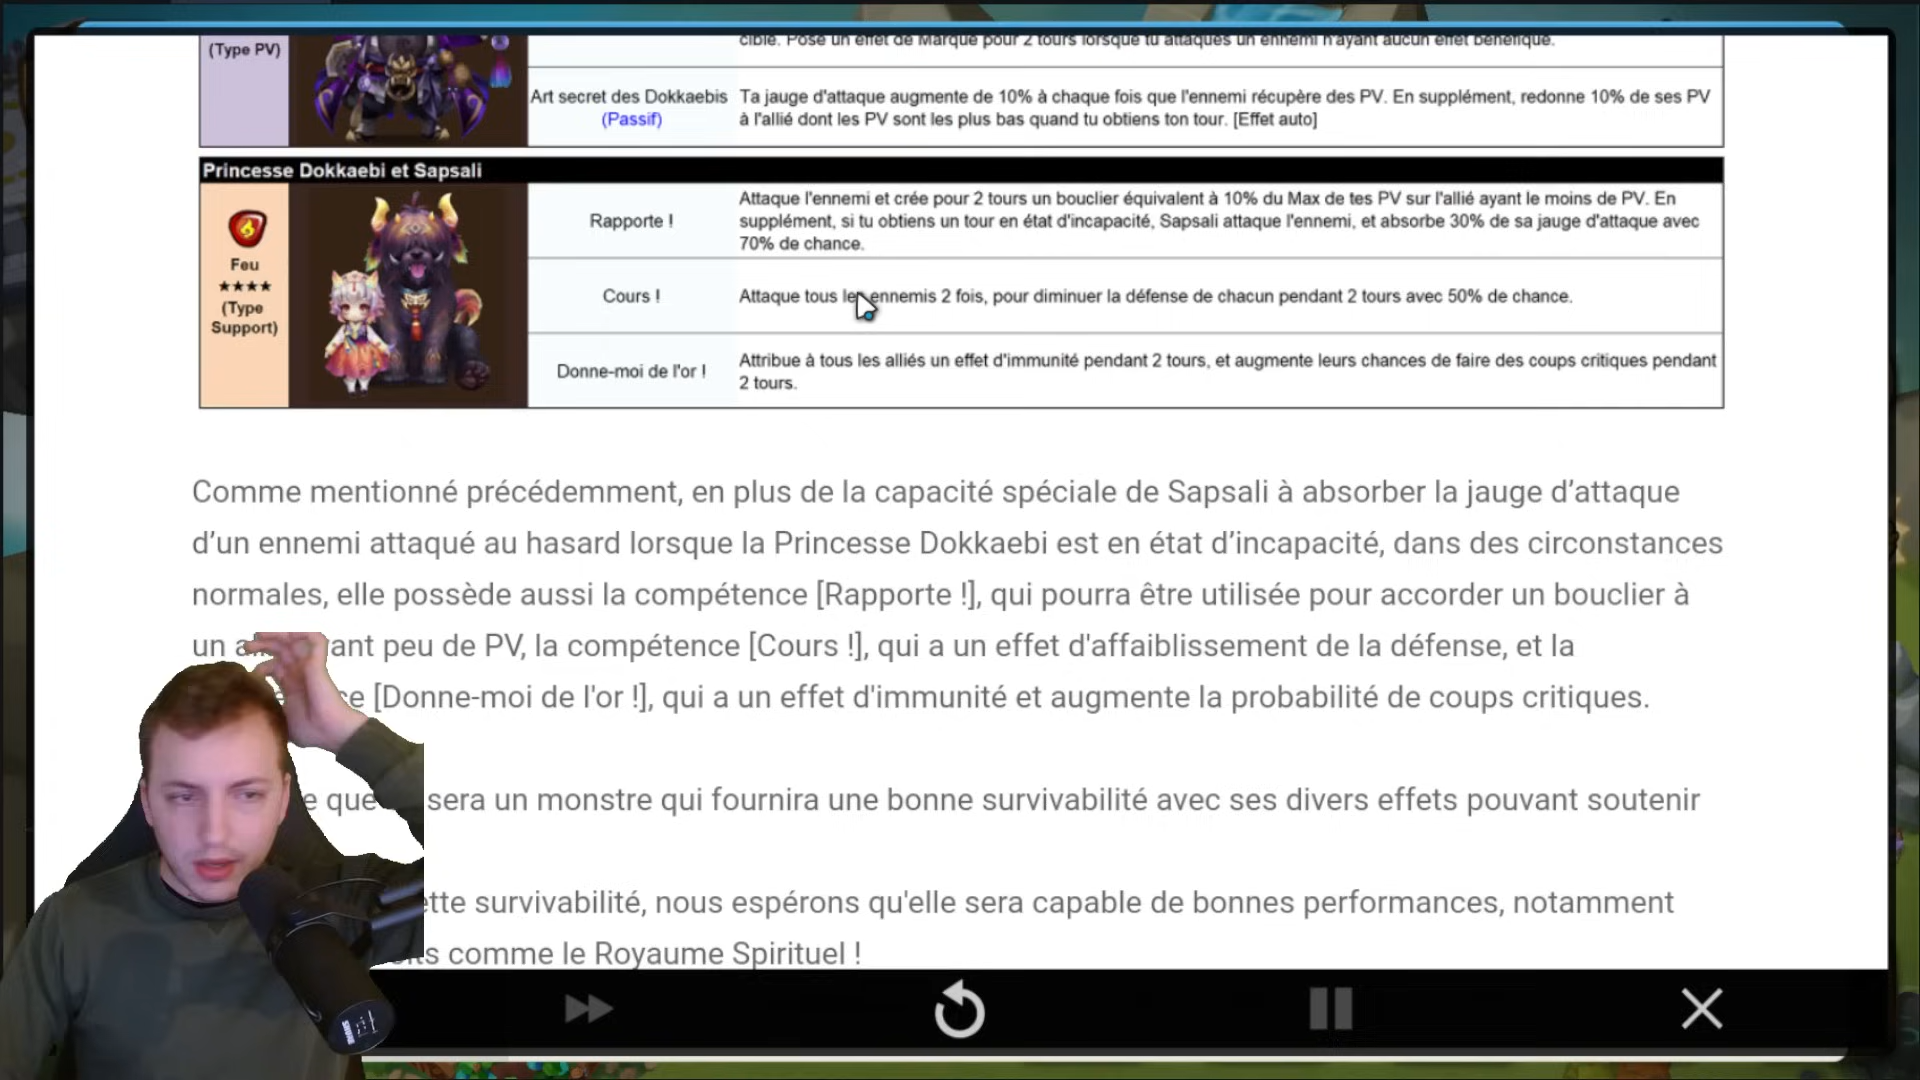 cible. Pose un effet de Marque pour 2 tours lorsque tu attaques un ennemi n'ayant aucun effet bénéfique.
(Type PV)
Art secret des Dokkaebis
(Passif)
Ta jauge d'attaque augmente de 10% à chaque fois que l'ennemi récupère des PV. En supplément, redonne 10% de ses PV
à l'allié dont les PV sont les plus bas quand tu obtiens ton tour. [Effet auto]
Princesse Dokkaebi et Sapsali
Feu
★★★★
(Type
Support)
Rapporte !
Attaque l'ennemi et crée pour 2 tours un bouclier équivalent à 10% du Max de tes PV sur l'allié ayant le moins de PV. En
supplément, si tu obtiens un tour en état d'incapacité, Sapsali attaque l'ennemi, et absorbe 30% de sa jauge d'attaque avec
70% de chance.
Cours !
Attaque tous les ennemis 2 fois, pour diminuer la défense de chacun pendant 2 tours avec 50% de chance.
Donne-moi de l'or !
Attribue à tous les alliés un effet d'immunité pendant 2 tours, et augmente leurs chances de faire des coups critiques pendant
2 tours.
Comme mentionné précédemment, en plus de la capacité spéciale de Sapsali à absorber la jauge d’attaque
d’un ennemi attaqué au hasard lorsque la Princesse Dokkaebi est en état d’incapacité, dans des circonstances
normales, elle possède aussi la compétence [Rapporte !], qui pourra être utilisée pour accorder un bouclier à
un peu de PV, la compétence [Cours !], qui a un effet d'affaiblissement de la défense, et la
[Donne-moi de l'or !], qui a un effet d'immunité et augmente la probabilité de coups critiques.
que sera un monstre qui fournira une bonne survivabilité avec ses divers effets pouvant soutenir
survivabilité, nous espérons qu'elle sera capable de bonnes performances, notamment
comme le Royaume Spirituel !